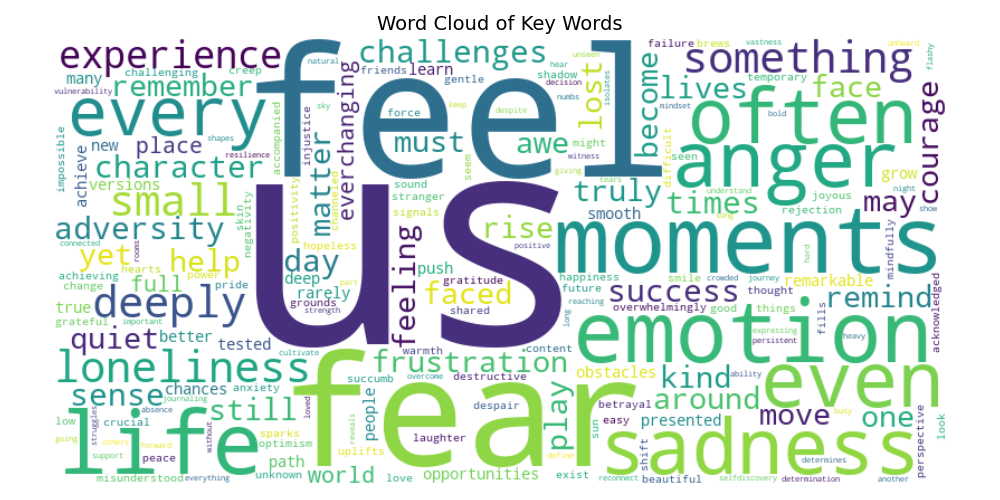 Word Cloud of Key Words
experience
feel
challenges
something
failure
brews
vastness
unseen
unheard
flashy
many
challenging
creep
natural
friends
learn
gentle
hear
shadow
decision
lost
isolates
become
lives
temporary
face
vulnerability
remember
every
accompanied
sky
everchanging
force
keep
despite
numbs
mindset
bold
often
courage
impossible
achieve
new
place
shapes
resilience
injustice
matter
must
awe
might
witness
difficult
seen
anger
character
versions
skin
negativity
positivity
channeled
sound
stranger
seem
giving
tears
truly
understand
joyous
night
grow
show
small
us
signals
rise
smooth
times
song
rejection
may
mindfully
adversity
connected
rooms
hopeless
feeling
positive
moments
hard
yet
help
day
deep
part
push
gratitude
happiness
smile
crowded
journey
remarkable
achieving
hearts
power
change
full
pride
rarely
grounds
strength
faced
shared
future
reaching
success
thought
remind
acknowledged
true
deeply
overwhelmingly
good
things
fills
grateful
important
quiet
better
tested
cultivate
warmth
content
long
emotion
expressing
persistent
heavy
loneliness
fear
frustration
obstacles
kind
ability
even
sense
chances
anxiety
journaling
succumb
overcome
destructive
play
around
busy
one
look
low
crucial
absence
still
loved
reveals
people
despair
define
betrayal
presented
move
perspective
going
struggles
others
forward
without
sparks
optimism
laughter
sun
easy
shift
sadness
support
peace
life
path
uplifts
misunderstood
everything
unknown
world
love
opportunities
exist
reconnect
beautiful
selfdiscovery
determination
determines
another